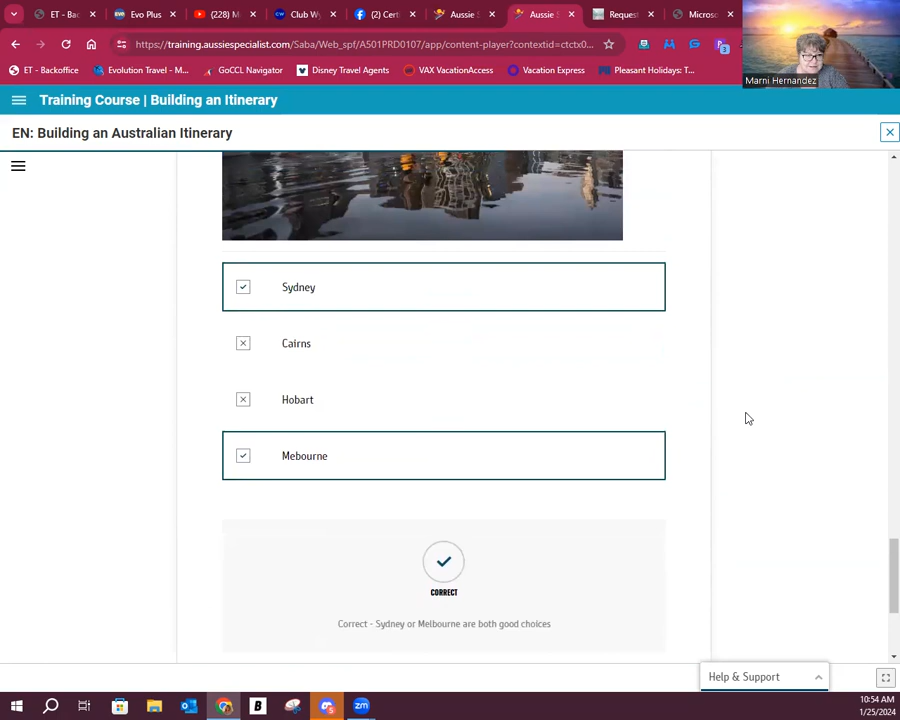 ET - Bac
Evo Plus
(228) M
Club W
(2) Certi
Aussie S
Aussie S
Request
Microso
https://training.aussiespecialist.com/Saba/Web_spf/A501PRD0107/app/content-player?contextid=ctctx0...
3
ET - Backoffice
Evolution Travel - M...
GoCCL Navigator
Disney Travel Agents
VAX VacationAccess
Vacation Express
Pleasant Holidays: T...
Marni Hernandez
Training Course | Building an Itinerary
EN: Building an Australian Itinerary
Sydney
Cairns
Hobart
Mebourne
CORRECT
Correct - Sydney or Melbourne are both good choices
Help & Support
10:54 AM
1/25/2024